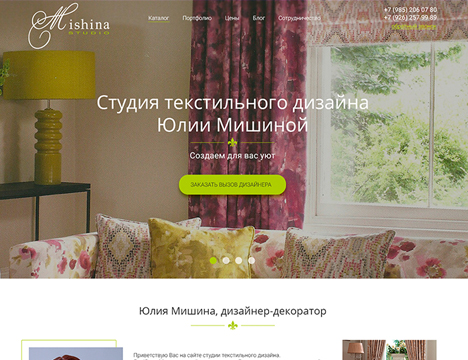 Mishina
STUDIO
Каталог Портфолио Цены Блог Сотрудничество
+7 (985) 206 07 80
+7 (926) 257 99 89
Студия текстильного дизайна
Юлии Мишиной
Создаем для вас уют
ЗАКАЗАТЬ ВЫЗОВ ДИЗАЙНЕРА
Юлия Мишина, дизайнер-декоратор
Приветствую Вас на сайте студии текстильного дизайна.